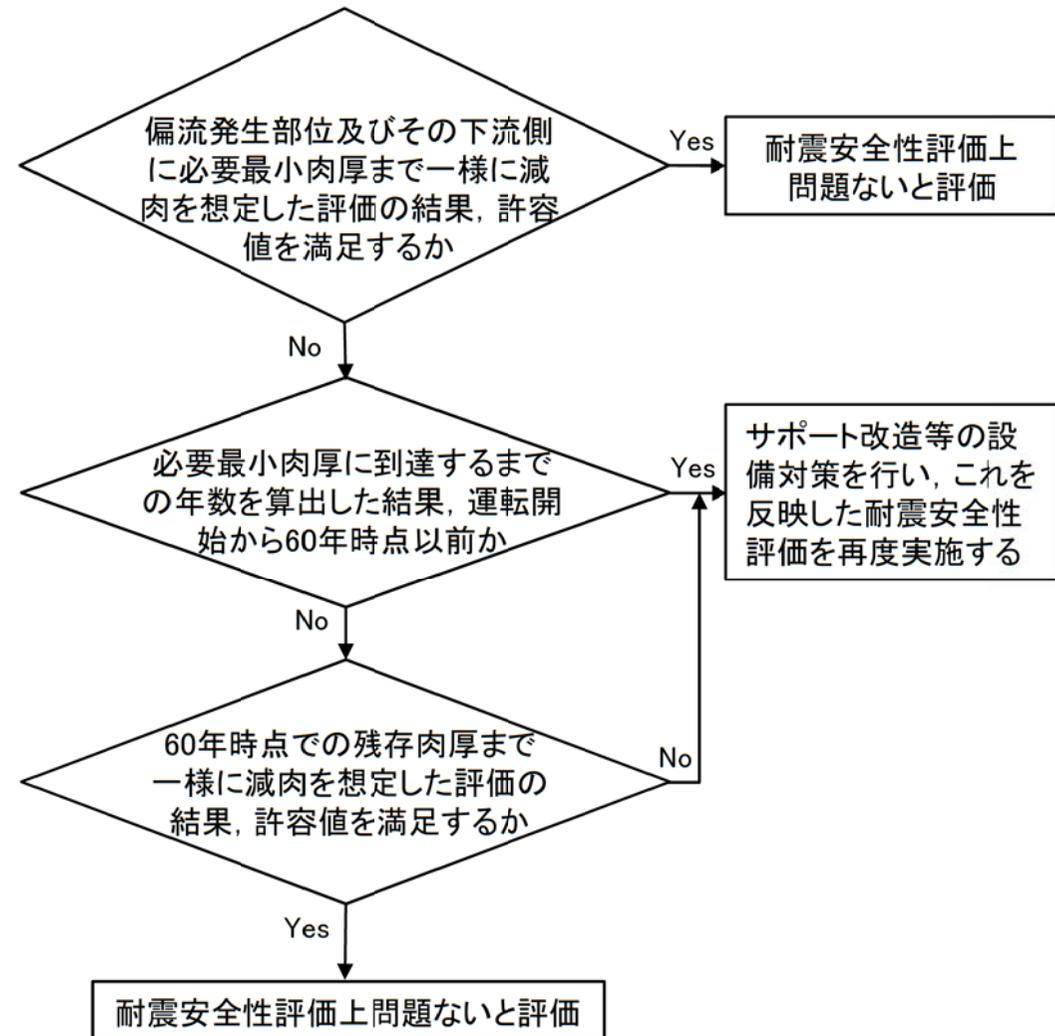 偏流発生部位及びその下流側
に必要最小肉厚まで一様に減
肉を想定した評価の結果，許容
値を満足するか
Yes
耐震安全性評価上
問題ないと評価
No
必要最小肉厚に到達するまで
の年数を算出した結果，運転開
始から60年時点以前か
Yes
サポート改造等の設
備対策を行い，これを
反映した耐震安全性
評価を再度実施する
No
60年時点での残存肉厚まで
一様に減肉を想定した評価の
結果，許容値を満足するか
No
Yes
耐震安全性評価上問題ないと評価